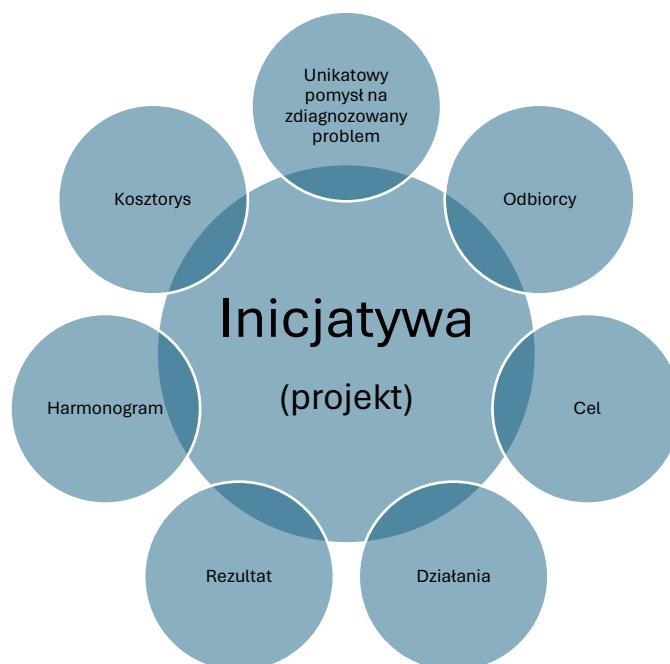 Unikatowy
pomysł na
zdiagnozowany
problem
Kosztorys
Odbiorcy
Inicjatywa
(projekt)
Harmonogram
Cel
Rezultat
Działania